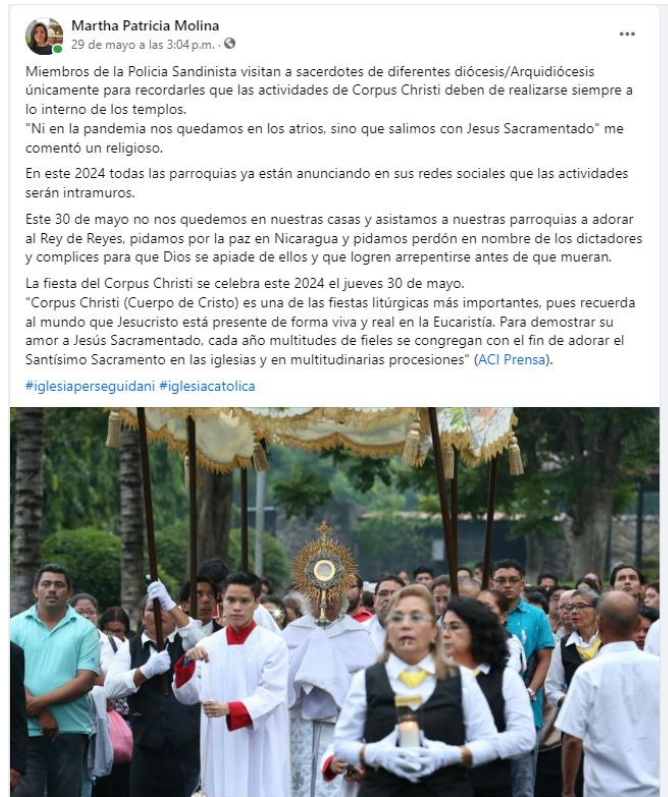 Martha Patricia Molina
29 de mayo a las 3:04 p.m. ·
Miembros de la Policia Sandinista visitan a sacerdotes de diferentes diócesis/Arquidiócesis
únicamente para recordarles que las actividades de Corpus Christi deben de realizarse siempre a
lo interno de los templos.
"Ni en la pandemia nos quedamos en los atrios, sino que salimos con Jesus Sacramentado" me
comentó un religioso.
En este 2024 todas las parroquias ya están anunciando en sus redes sociales que las actividades
serán intramuros.
Este 30 de mayo no nos quedemos en nuestras casas y asistamos a nuestras parroquias a adorar
al Rey de Reyes, pidamos por la paz en Nicaragua y pidamos perdón en nombre de los dictadores
y complices para que Dios se apiade de ellos y que logren arrepentirse antes de que mueran.
La fiesta del Corpus Christi se celebra este 2024 el jueves 30 de mayo.
"Corpus Christi (Cuerpo de Cristo) es una de las fiestas litúrgicas más importantes, pues recuerda
al mundo que Jesucristo está presente de forma viva y real en la Eucaristía. Para demostrar su
amor a Jesús Sacramentado, cada año multitudes de fieles se congregan con el fin de adorar el
Santísimo Sacramento en las iglesias y en multitudinarias procesiones" (ACI Prensa).
#iglesiaperseguidani #iglesiacatolica